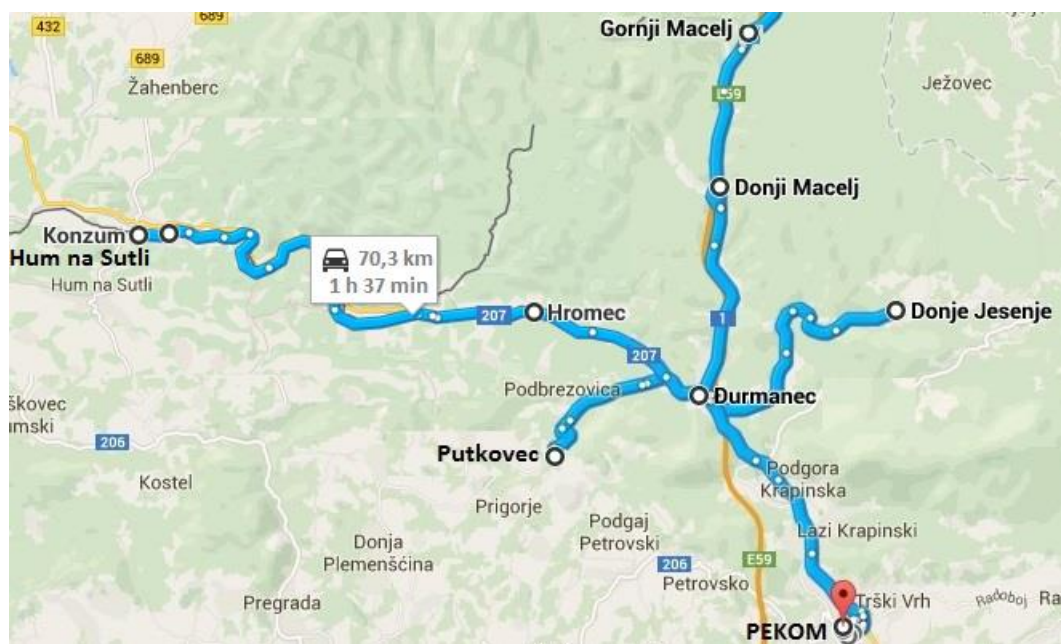 432
689
689
Žahenberc
Gornji Macelj
E59
Ježovec
Donji Macelj
Konzum
Hum na Sutli
Hum na Sutli
70,3 km
1 h 37 min
207
Hromec
1
Donje Jesenje
207
Podbrezovica
Đurmanec
škovec
umski
206
Putkovec
Kostel
Prigorje
Podgora
Krapinska
Podgaj
Petrovski
Lazi Krapinski
Donja
Plemenšćina
E59
206
Petrovsko
Pregrada
Trški Vrh
Radoboj
Ra
PEKOM